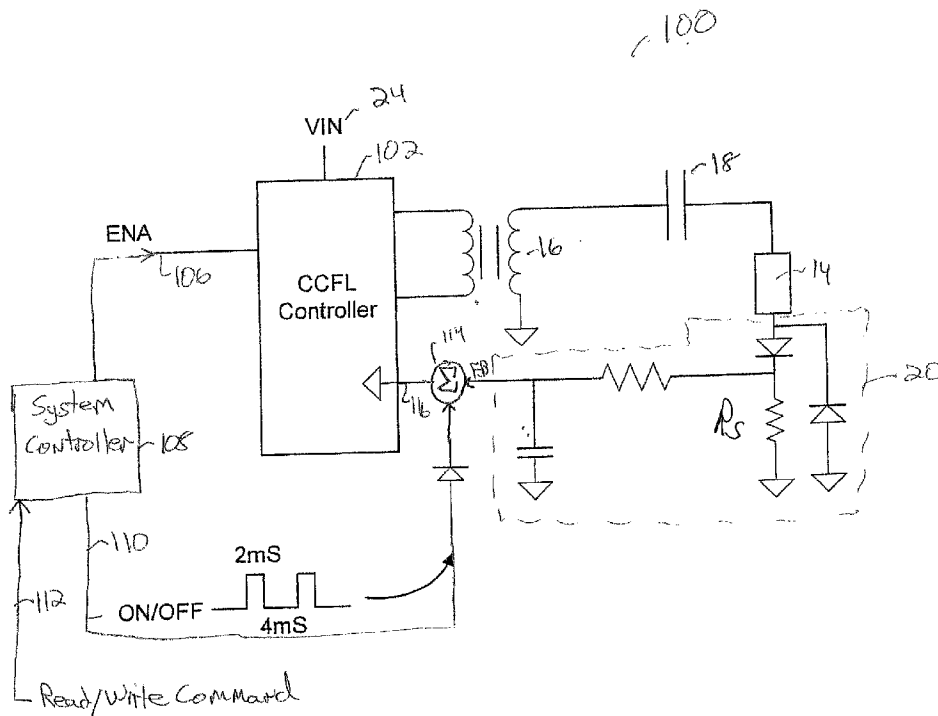 100
24
VIN
102
18
ENA
106
CCFL
Controller
16
14
114
Σ
FB
116
20
Rs
System
Controller
108
110
2mS
112
ON/OFF
4mS
Read/Write Command